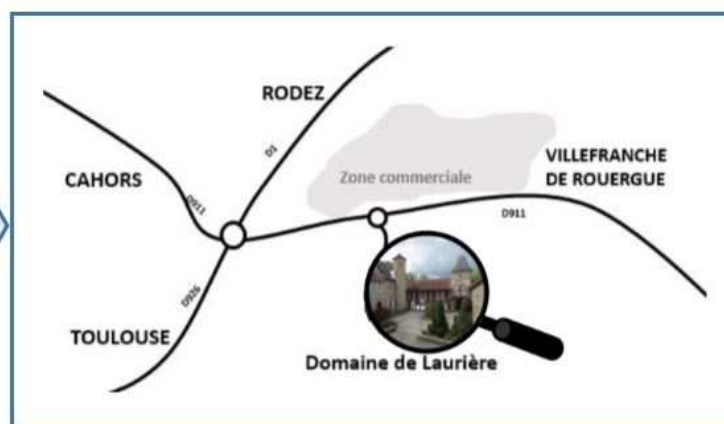 RODEZ
D1
CAHORS
D911
Zone commerciale
VILLEFRANCHE
DE ROUERGUE
D911
D926
TOULOUSE
Domaine de Laurière